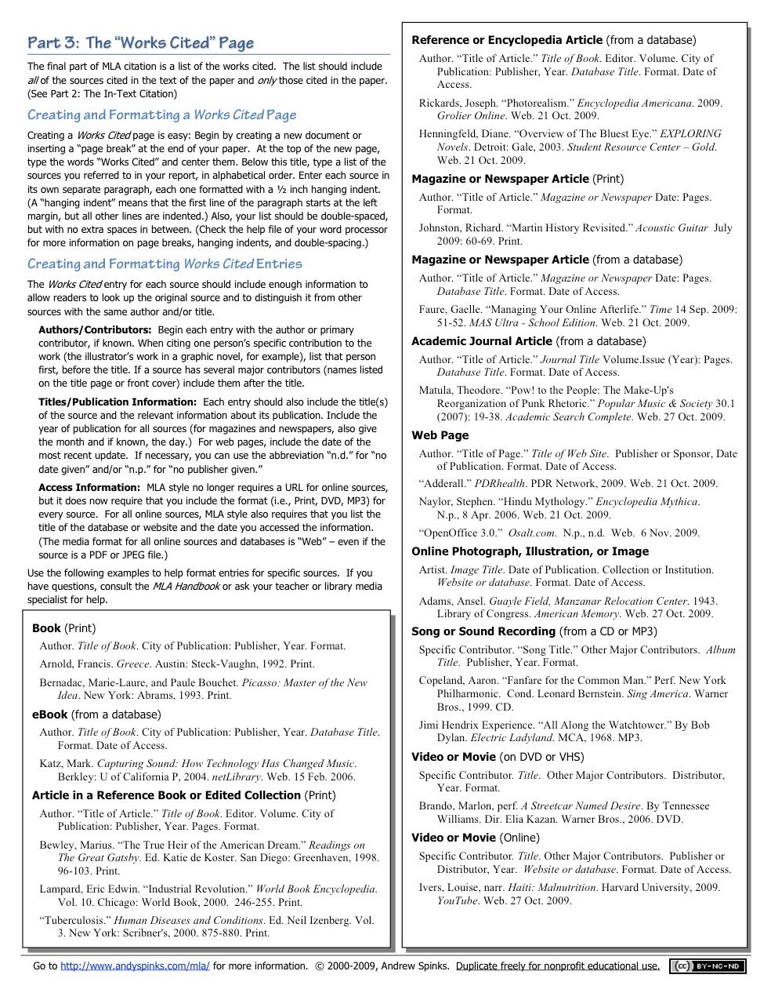 Part 3:  The “Works Cited” Page
The final part of MLA citation is a list of the works cited.  The list should include
all of the sources cited in the text of the paper and only those cited in the paper.
(See Part 2: The In-Text Citation)
Creating and Formatting a Works Cited Page
Creating a Works Cited page is easy: Begin by creating a new document or
inserting a “page break” at the end of your paper.  At the top of the new page,
type the words “Works Cited” and center them. Below this title, type a list of the
sources you referred to in your report, in alphabetical order. Enter each source in
its own separate paragraph, each one formatted with a ½ inch hanging indent.
(A “hanging indent” means that the first line of the paragraph starts at the left
margin, but all other lines are indented.) Also, your list should be double-spaced,
but with no extra spaces in between. (Check the help file of your word processor
for more information on page breaks, hanging indents, and double-spacing.)
Creating and Formatting Works Cited Entries
The Works Cited entry for each source should include enough information to
allow readers to look up the original source and to distinguish it from other
sources with the same author and/or title.
Authors/Contributors:  Begin each entry with the author or primary
contributor, if known. When citing one person’s specific contribution to the
work (the illustrator’s work in a graphic novel, for example), list that person
first, before the title. If a source has several major contributors (names listed
on the title page or front cover) include them after the title.
Titles/Publication Information:  Each entry should also include the title(s)
of the source and the relevant information about its publication. Include the
year of publication for all sources (for magazines and newspapers, also give
the month and if known, the day.)  For web pages, include the date of the
most recent update.  If necessary, you can use the abbreviation “n.d.” for “no
date given” and/or “n.p.” for “no publisher given.”
Access Information:  MLA style no longer requires a URL for online sources,
but it does now require that you include the format (i.e., Print, DVD, MP3) for
every source.  For all online sources, MLA style also requires that you list the
title of the database or website and the date you accessed the information.
(The media format for all online sources and databases is “Web” – even if the
source is a PDF or JPEG file.)
Use the following examples to help format entries for specific sources.  If you
have questions, consult the MLA Handbook or ask your teacher or library media
specialist for help.
Book (Print)
Author. Title of Book. City of Publication: Publisher, Year. Format.
Arnold, Francis. Greece. Austin: Steck-Vaughn, 1992. Print.
Bernadac, Marie-Laure, and Paule Bouchet. Picasso: Master of the New
Idea. New York: Abrams, 1993. Print.
eBook (from a database)
Author. Title of Book. City of Publication: Publisher, Year. Database Title.
Format. Date of Access.
Katz, Mark. Capturing Sound: How Technology Has Changed Music.
Berkley: U of California P, 2004. netLibrary. Web. 15 Feb. 2006.
Article in a Reference Book or Edited Collection (Print)
Author. “Title of Article.” Title of Book. Editor. Volume. City of
Publication: Publisher, Year. Pages. Format.
Bewley, Marius. “The True Heir of the American Dream.” Readings on
The Great Gatsby. Ed. Katie de Koster. San Diego: Greenhaven, 1998.
96-103. Print.
Lampard, Eric Edwin. “Industrial Revolution.” World Book Encyclopedia.
Vol. 10. Chicago: World Book, 2000.  246-255. Print.
“Tuberculosis.” Human Diseases and Conditions. Ed. Neil Izenberg. Vol.
3. New York: Scribner's, 2000. 875-880. Print.
Reference or Encyclopedia Article (from a database)
Author. “Title of Article.” Title of Book. Editor. Volume. City of
Publication: Publisher, Year. Database Title. Format. Date of
Access.
Rickards, Joseph. “Photorealism.” Encyclopedia Americana. 2009.
Grolier Online. Web. 21 Oct. 2009.
Henningfeld, Diane. “Overview of The Bluest Eye.” EXPLORING
Novels. Detroit: Gale, 2003. Student Resource Center – Gold.
Web. 21 Oct. 2009.
Magazine or Newspaper Article (Print)
Author. “Title of Article.” Magazine or Newspaper Date: Pages.
Format.
Johnston, Richard. “Martin History Revisited.” Acoustic Guitar  July
2009: 60-69. Print.
Magazine or Newspaper Article (from a database)
Author. “Title of Article.” Magazine or Newspaper Date: Pages.
Database Title. Format. Date of Access.
Faure, Gaelle. “Managing Your Online Afterlife.” Time 14 Sep. 2009:
51-52. MAS Ultra - School Edition. Web. 21 Oct. 2009.
Academic Journal Article (from a database)
Author. “Title of Article.” Journal Title Volume.Issue (Year): Pages.
Database Title. Format. Date of Access.
Matula, Theodore. “Pow! to the People: The Make-Up's
Reorganization of Punk Rhetoric.” Popular Music & Society 30.1
(2007): 19-38. Academic Search Complete. Web. 27 Oct. 2009.
Web Page
Author. “Title of Page.” Title of Web Site.  Publisher or Sponsor, Date
of Publication. Format. Date of Access.
“Adderall.” PDRhealth. PDR Network, 2009. Web. 21 Oct. 2009.
Naylor, Stephen. “Hindu Mythology.” Encyclopedia Mythica.
N.p., 8 Apr. 2006. Web. 21 Oct. 2009.
“OpenOffice 3.0.”  Osalt.com.  N.p., n.d.  Web.  6 Nov. 2009.
Online Photograph, Illustration, or Image
Artist. Image Title. Date of Publication. Collection or Institution.
Website or database. Format. Date of Access.
Adams, Ansel. Guayle Field, Manzanar Relocation Center. 1943.
Library of Congress. American Memory. Web. 27 Oct. 2009.
Song or Sound Recording (from a CD or MP3)
Specific Contributor. “Song Title.” Other Major Contributors.  Album
Title.  Publisher, Year. Format.
Copeland, Aaron. “Fanfare for the Common Man.” Perf. New York
Philharmonic.  Cond. Leonard Bernstein. Sing America. Warner
Bros., 1999. CD.
Jimi Hendrix Experience. “All Along the Watchtower.” By Bob
Dylan. Electric Ladyland. MCA, 1968. MP3.
Video or Movie (on DVD or VHS)
Specific Contributor. Title.  Other Major Contributors.  Distributor,
Year. Format.
Brando, Marlon, perf. A Streetcar Named Desire. By Tennessee
Williams. Dir. Elia Kazan. Warner Bros., 2006. DVD.
Video or Movie (Online)
Specific Contributor. Title. Other Major Contributors.  Publisher or
Distributor, Year.  Website or database. Format. Date of Access.
Ivers, Louise, narr. Haiti: Malnutrition. Harvard University, 2009.
YouTube. Web. 27 Oct. 2009.
Go to http://www.andyspinks.com/mla/ for more information.  © 2000-2009, Andrew Spinks.  Duplicate freely for nonprofit educational use. (cc) BY-NC-ND